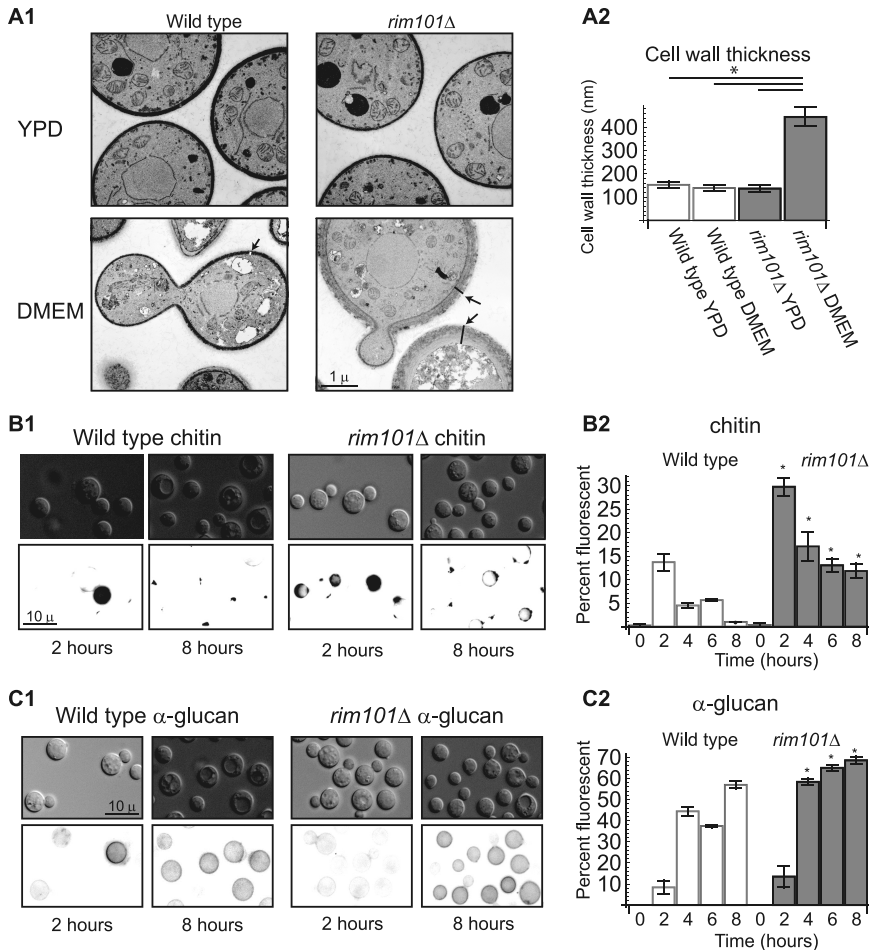 A1
Wild type
rim101Δ
YPD
DMEM
1 μ
A2
Cell wall thickness
*
Cell wall thickness (nm)
400
300
200
100
Wild type YPD
Wild type DMEM
rim101Δ YPD
rim101Δ DMEM
B1
Wild type chitin
rim101Δ chitin
10 μ
2 hours
8 hours
2 hours
8 hours
B2
chitin
Wild type
rim101Δ
Percent fluorescent
30
25
20
15
10
5
* * * *
0 2 4 6 8 0 2 4 6 8
Time (hours)
C1
Wild type α-glucan
rim101Δ α-glucan
10 μ
2 hours
8 hours
2 hours
8 hours
C2
α-glucan
Wild type
rim101Δ
Percent fluorescent
70
60
50
40
30
20
10
* * *
0 2 4 6 8 0 2 4 6 8
Time (hours)